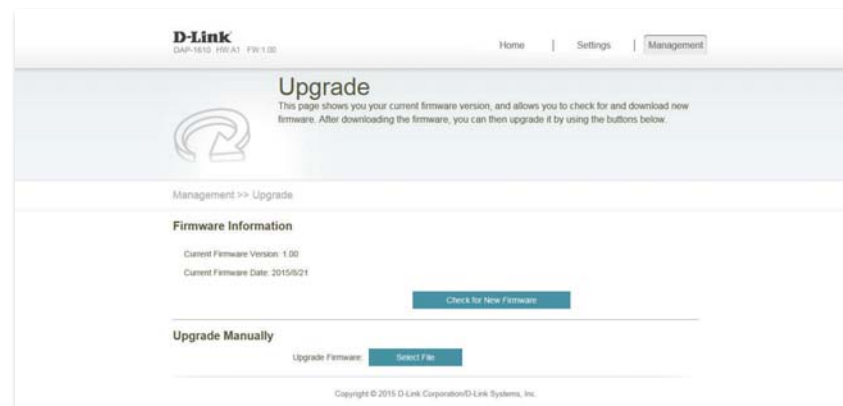 D-Link
DAP-1610 HW:A1 FW:1.00
Home | Settings | Management
Upgrade
This page shows you your current firmware version, and allows you to check for and download new
firmware. After downloading the firmware, you can then upgrade it by using the buttons below.
Management >> Upgrade
Firmware Information
Current Firmware Version: 1.00
Current Firmware Date: 2015/8/21
Check for New Firmware
Upgrade Manually
Upgrade Firmware: Select File
Copyright © 2015 D-Link Corporation/D-Link Systems, Inc.